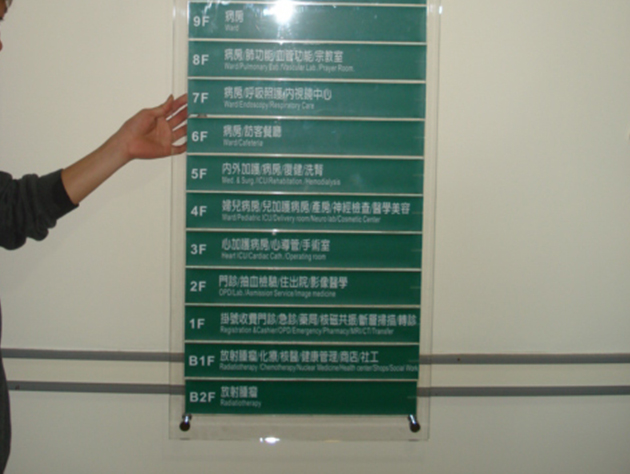 9F 病房
Ward
8F 病房/肺功能/血管功能/宗教室
Ward/Pulmonary Lab./Vascular Lab./Prayer Room
7F 病房/呼吸照護/內視鏡中心
Ward/Endoscopy/Respiratory Care
6F 病房/訪客餐廳
Ward/Cafeteria
5F 內外加護/病房/復健/洗腎
Med. & Surg. ICU/Rehabilitation, Hemodialysis
4F 婦兒病房/兒加護病房/產房/神經檢查/醫學美容
Ward/Pediatric ICU/Delivery room/Neuro lab/Cosmetic Center
3F 心加護病房/心導管/手術室
Heart ICU/Cardiac Cath./Operating room
2F 門診/抽血檢驗/住出院/影像醫學
OPD/Lab./Admission Service/Image medicine
1F 掛號收費/門診/急診/藥局/核磁共振/斷層掃描/轉診
Registration &Cashier/OPD/Emergency/Pharmacy/MRI/CT/Transfer
B1F 放射腫瘤/化療/核醫/健康管理/商店/社工
Radiotherapy/Chemotherapy/Nuclear Medicine/Health center/Shops/Social Work
B2F 放射腫瘤
Radiotherapy